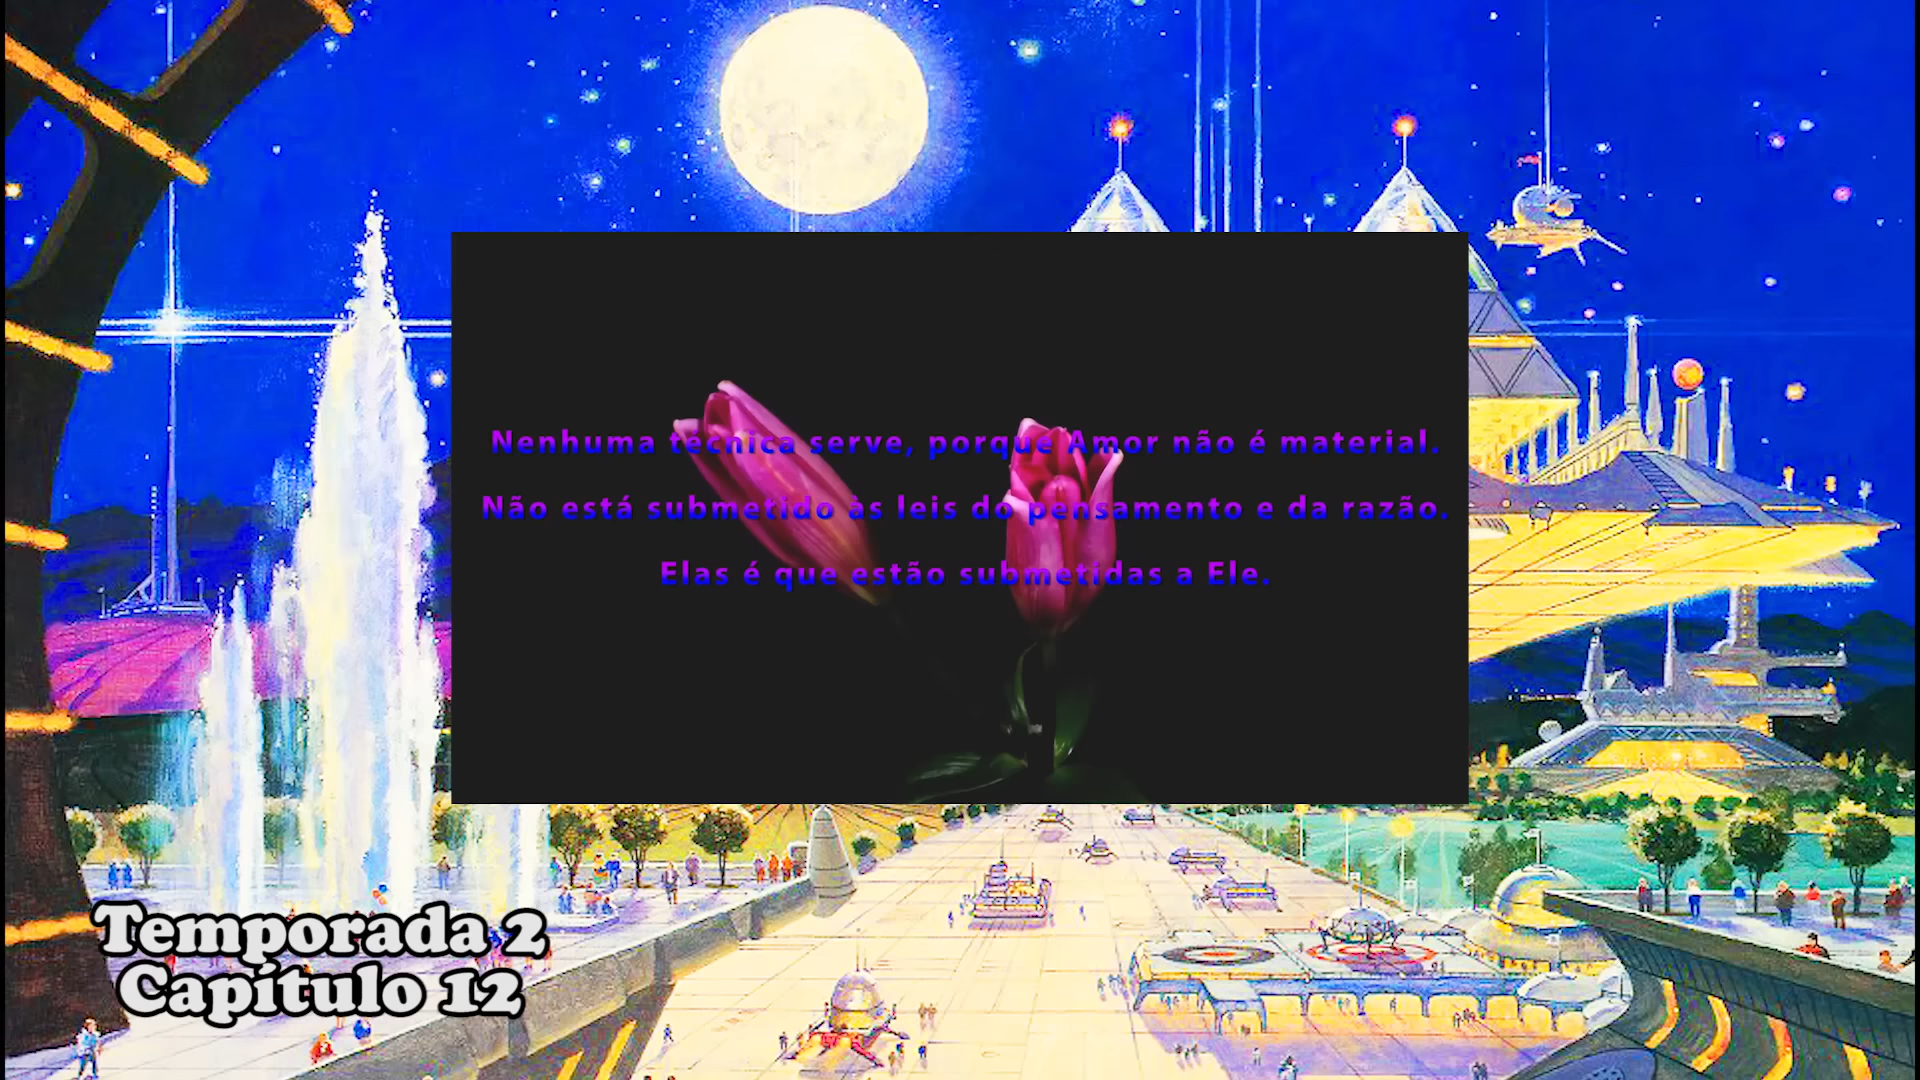 Nenhuma técnica serve, porque Amor não é material.
Não está submetido às leis do pensamento e da razão.
Elas é que estão submetidas a Ele.
Temporada 2
Capitulo 12